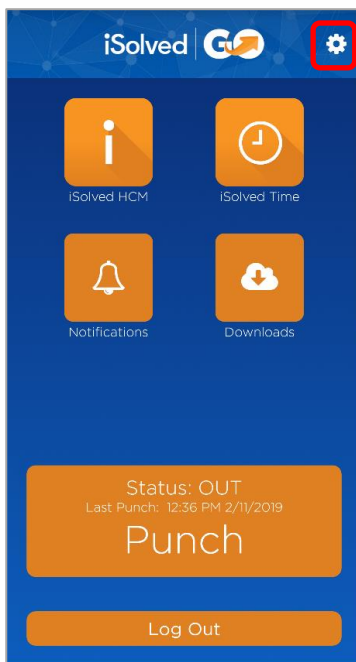 iSolved GO
i
iSolved HCM
iSolved Time
Notifications
Downloads
Status: OUT
Last Punch: 12:36 PM 2/11/2019
Punch
Log Out